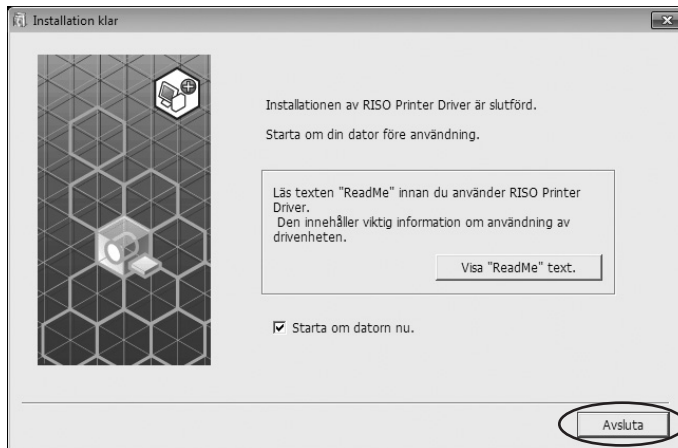 Installation klar
Installationen av RISO Printer Driver är slutförd.
Starta om din dator före användning.
Läs texten "ReadMe" innan du använder RISO Printer
Driver.
Den innehåller viktig information om användning av
drivenheten.
Visa "ReadMe" text.
Starta om datorn nu.
Avsluta